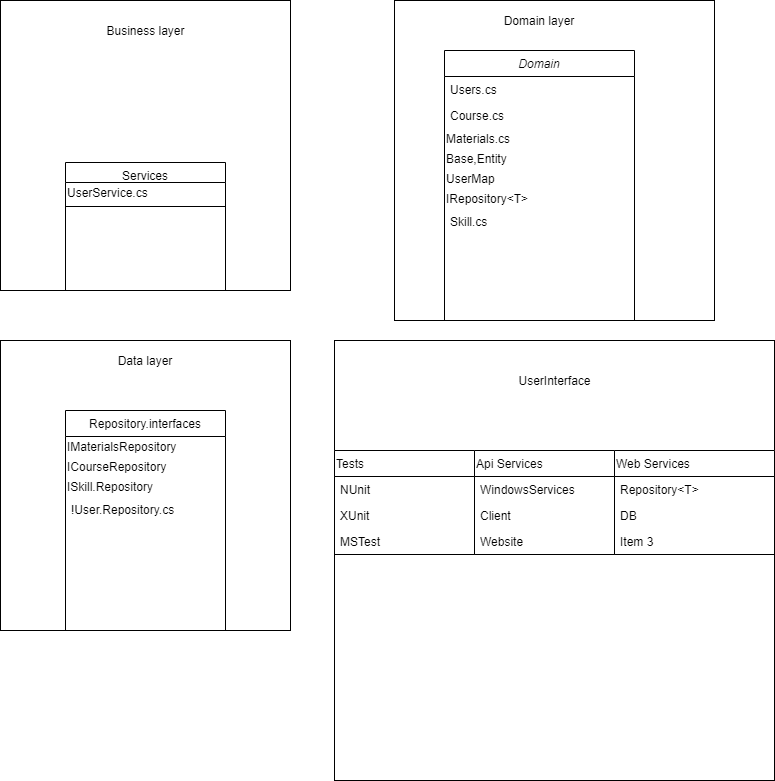 Business layer
Services
UserService.cs
Domain layer
Domain
Users.cs
Course.cs
Materials.cs
Base,Entity
UserMap
IRepository<T>
Skill.cs
Data layer
Repository.interfaces
IMaterialsRepository
ICourseRepository
ISkill.Repository
!User.Repository.cs
UserInterface
Tests
NUnit
XUnit
MSTest
Api Services
WindowsServices
Client
Website
Web Services
Repository<T>
DB
Item 3